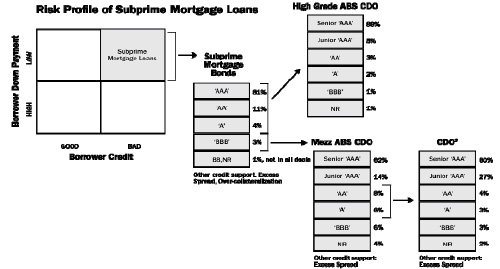 Risk Profile of Subprime Mortgage Loans
Borrower Down Payment
LOW
HIGH
Subprime
Mortgage Loans
GOOD
BAD
Borrower Credit
Subprime
Mortgage
Bonds
'AAA' 81%
'AA' 11%
'A' 4%
'BBB' 3%
BB,NR 1%, not in all deals
Other credit support: Excess
Spread, Over-collateralization
High Grade ABS CDO
Senior 'AAA' 88%
Junior 'AAA' 5%
'AA' 3%
'A' 2%
'BBB' 1%
NR 1%
Mezz ABS CDO
Senior 'AAA' 62%
Junior 'AAA' 14%
'AA' 8%
'A' 6%
'BBB' 6%
NR 4%
Other credit support:
Excess Spread
CDO²
Senior 'AAA' 60%
Junior 'AAA' 27%
'AA' 4%
'A' 3%
'BBB' 3%
NR 2%
Other credit support:
Excess Spread